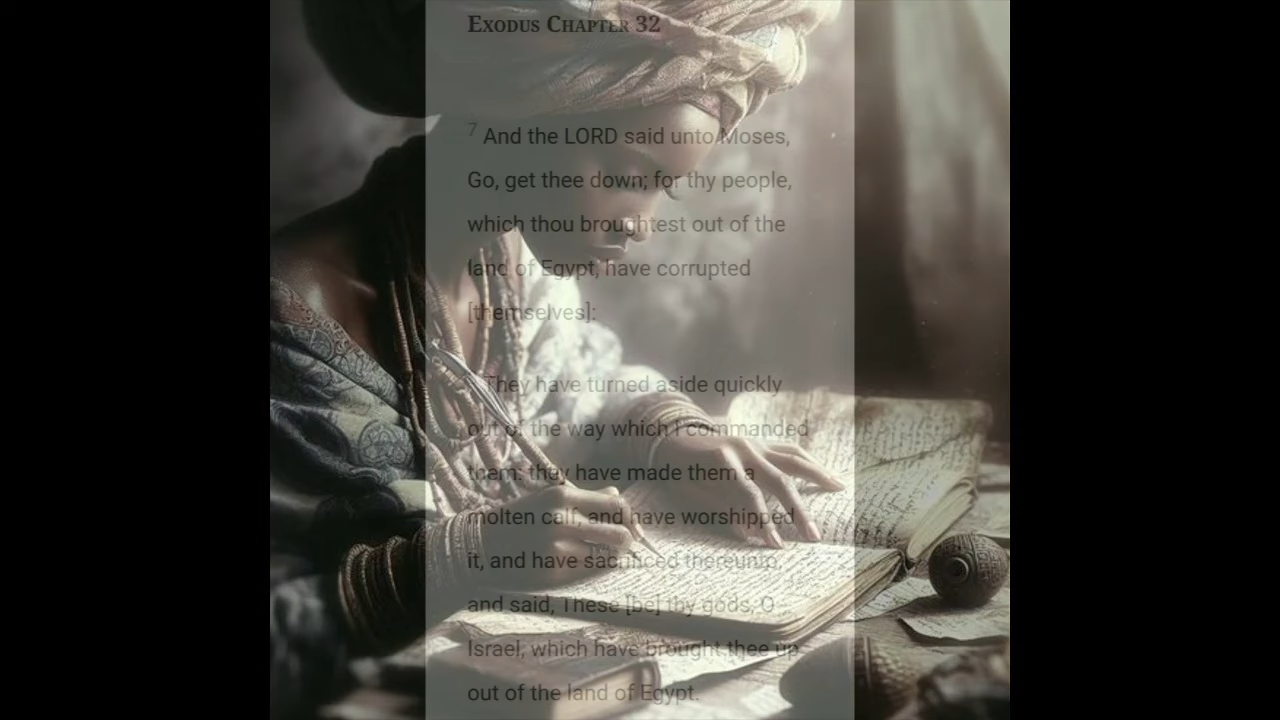 Exodus Chapter 32
7 And the LORD said unto Moses,
Go, get thee down; for thy people,
which thou broughtest out of the
land of Egypt, have corrupted
[themselves]:
They have turned aside quickly
out of the way which I commanded
them: they have made them a
molten calf, and have worshipped
it, and have sacrificed thereunto,
and said, These [be] thy gods, O
Israel, which have brought thee up
out of the land of Egypt.